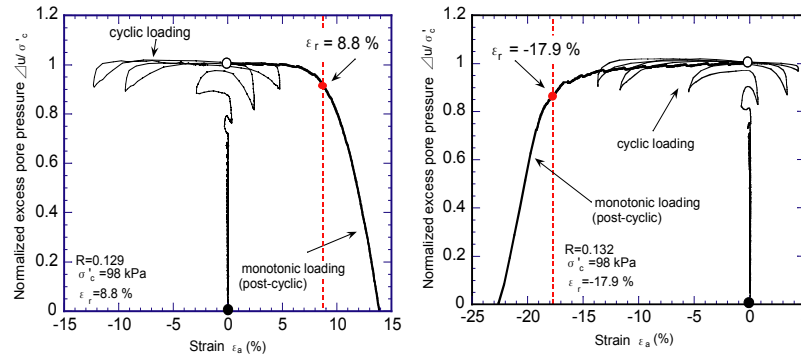 cyclic loading
ε r = 8.8 %
monotonic loading
(post-cyclic)
R=0.129
σ'c =98 kPa
ε r=8.8 %
Normalized excess pore pressure ⊿u/σ'c
1.2
1
0.8
0.6
0.4
0.2
0
-15 -10 -5 0 5 10 15
Strain εa (%)
ε r = -17.9 %
cyclic loading
monotonic loading
(post-cyclic)
R=0.132
σ'c =98 kPa
ε r=-17.9 %
Normalized excess pore pressure ⊿u/σ'c
1.2
1
0.8
0.6
0.4
0.2
0
-25 -20 -15 -10 -5 0 5
Strain εa (%)